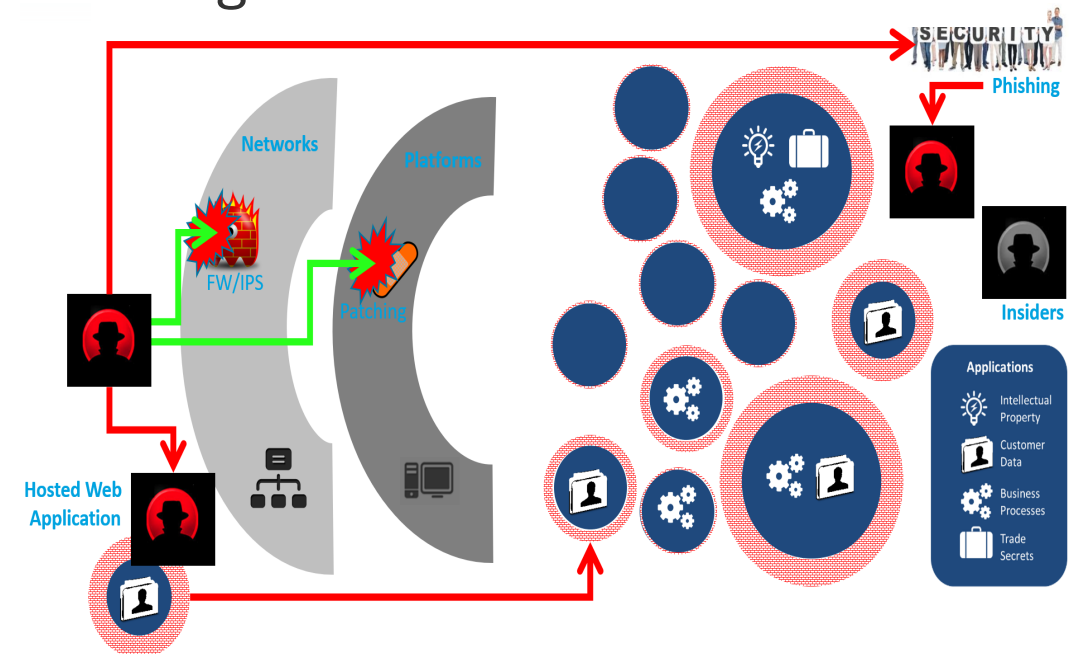 SECURITY
Phishing
Networks
Platforms
FW/IPS
Patching
Insiders
Hosted Web
Application
Applications
Intellectual
Property
Customer
Data
Business
Processes
Trade
Secrets